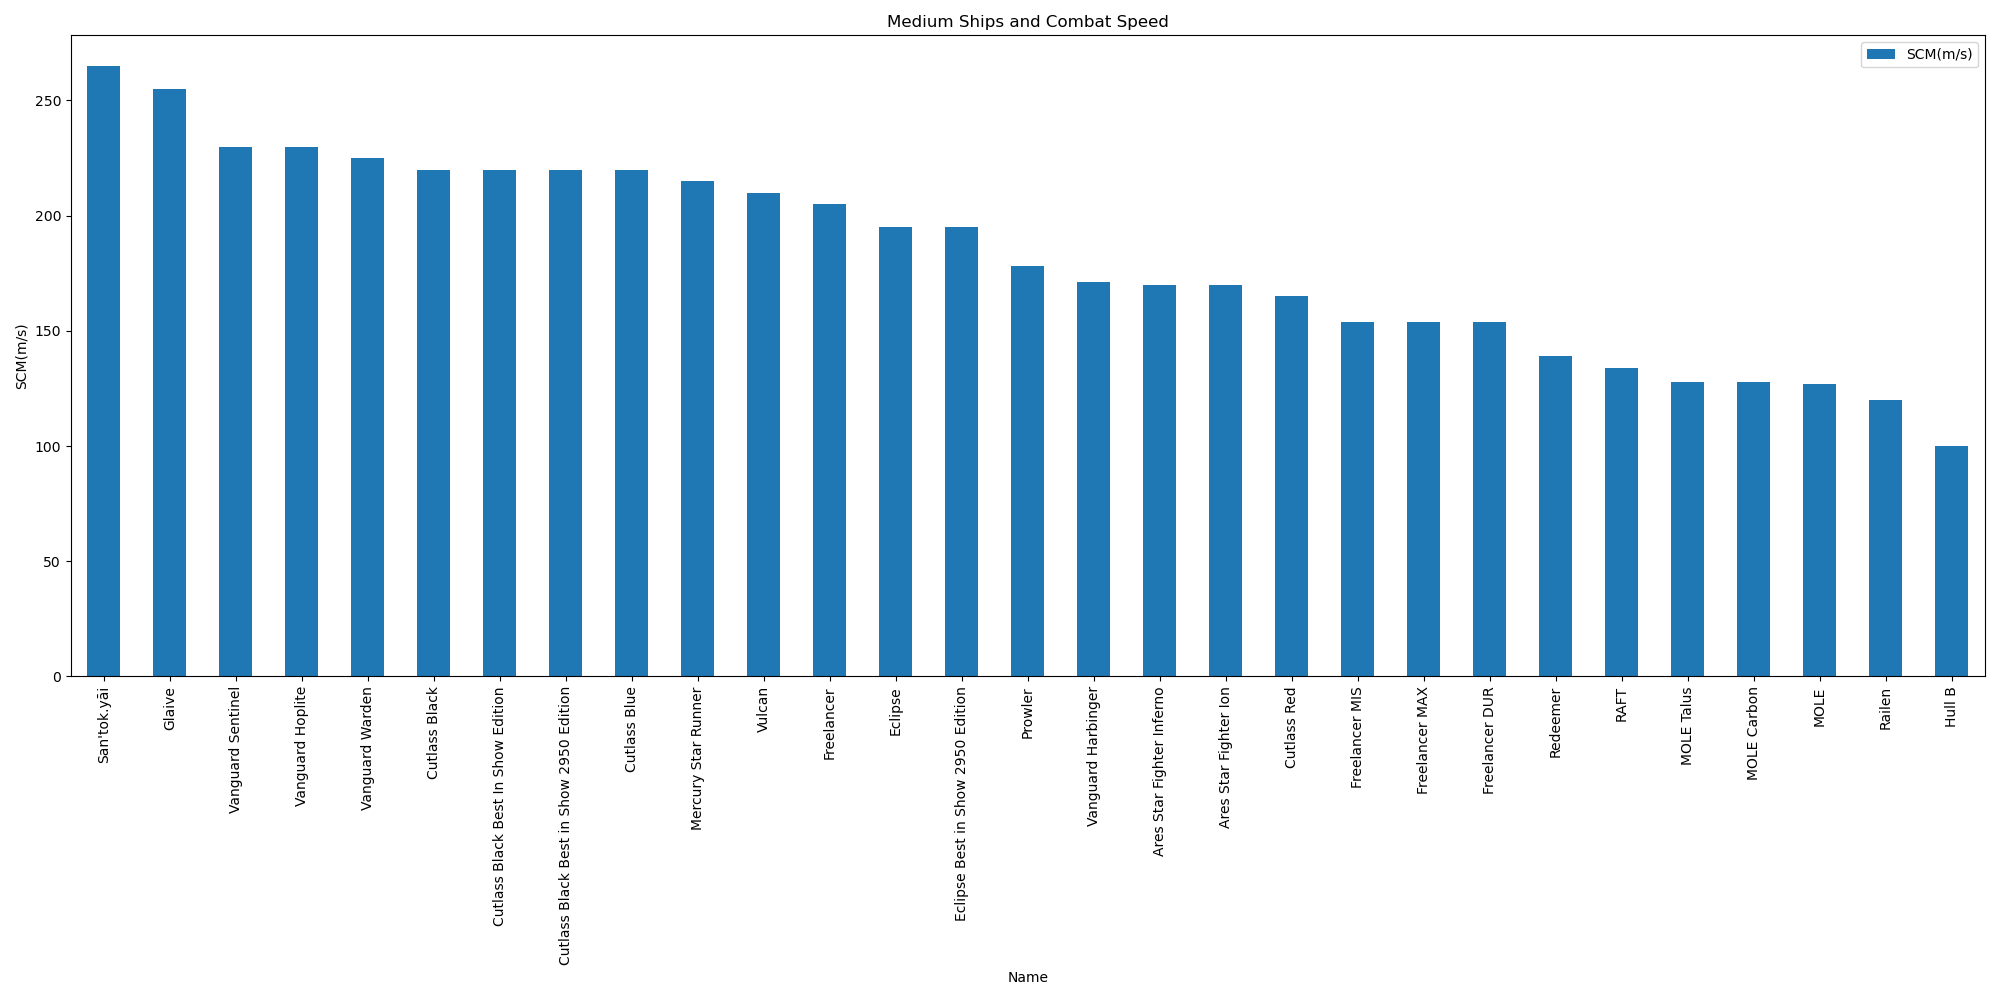 Medium Ships and Combat Speed
SCM(m/s)
SCM(m/s)
250
200
150
100
50
0
San'tok.yāi
Glaive
Vanguard Sentinel
Vanguard Hoplite
Vanguard Warden
Cutlass Black
Cutlass Black Best In Show Edition
Cutlass Black Best in Show 2950 Edition
Cutlass Blue
Mercury Star Runner
Vulcan
Freelancer
Eclipse
Eclipse Best in Show 2950 Edition
Prowler
Vanguard Harbinger
Ares Star Fighter Inferno
Ares Star Fighter Ion
Cutlass Red
Freelancer MIS
Freelancer MAX
Freelancer DUR
Redeemer
RAFT
MOLE Talus
MOLE Carbon
MOLE
Railen
Hull B
Name